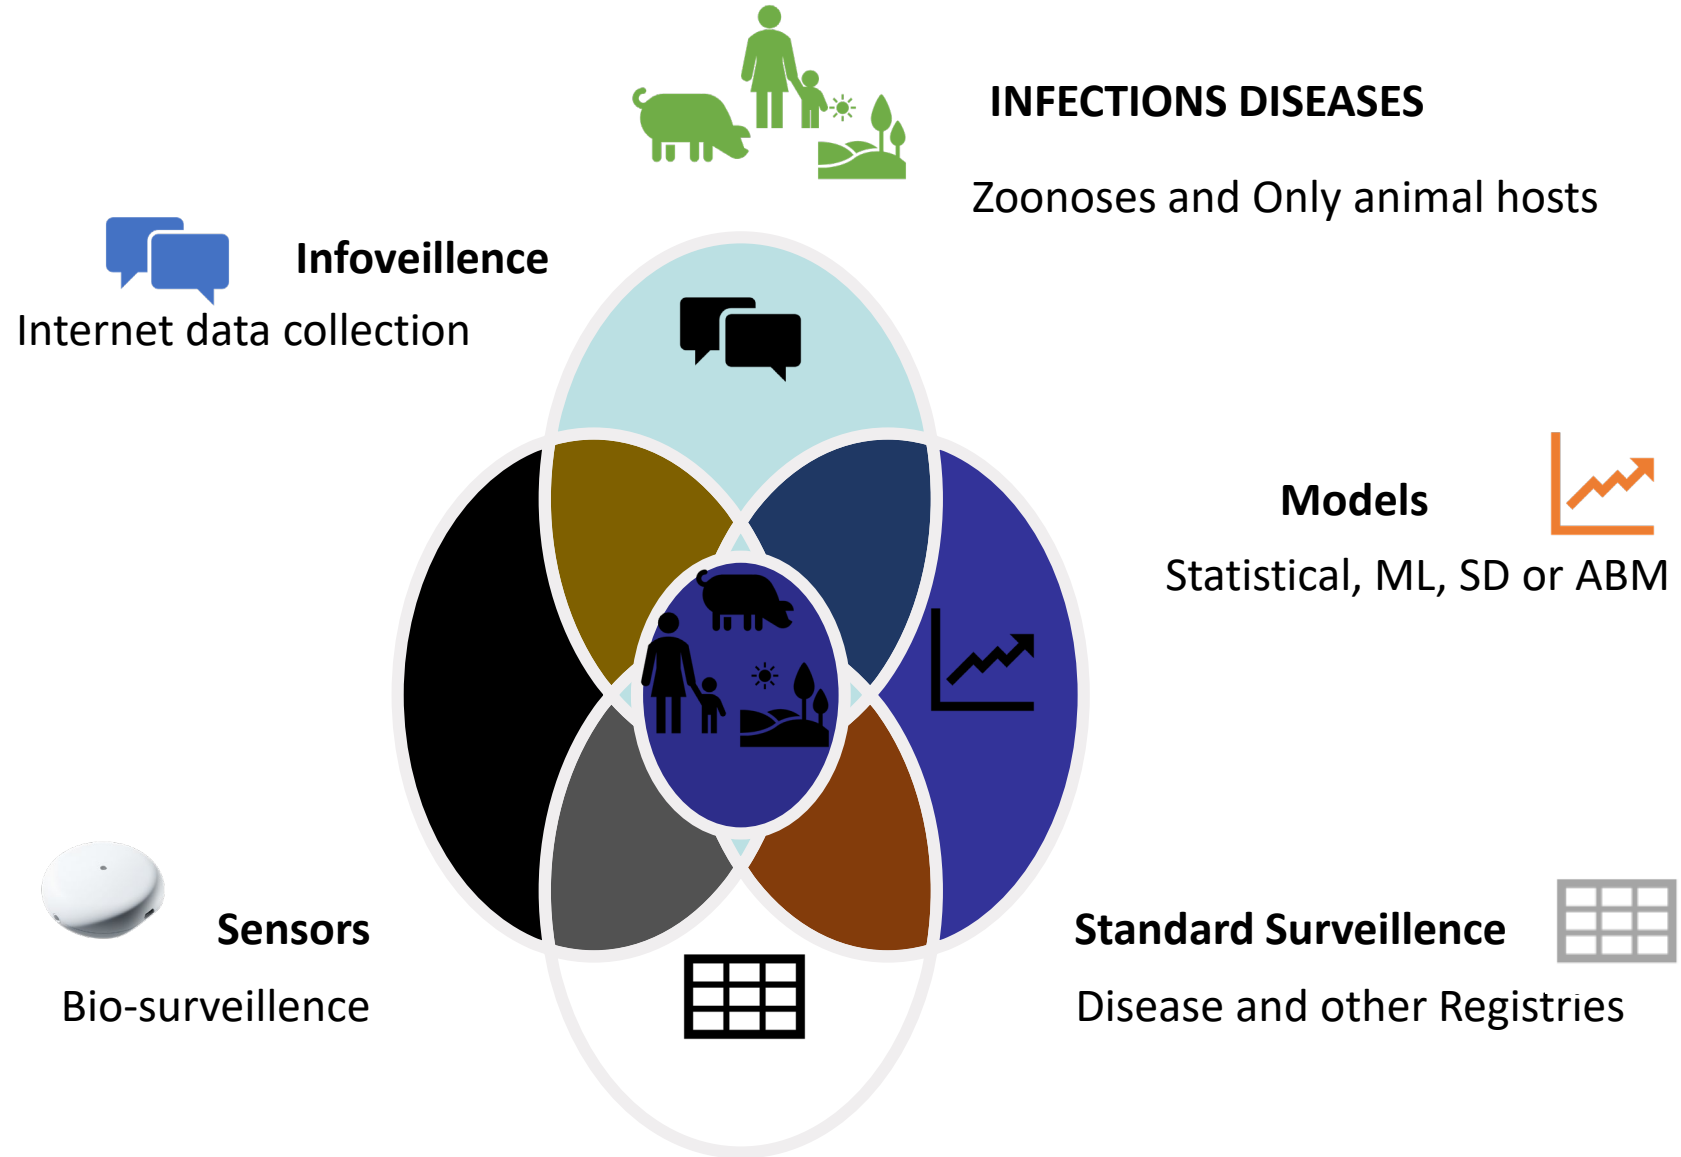 INFECTIONS DISEASES
Zoonoses and Only animal hosts
Infoveillence
Internet data collection
Models
Statistical, ML, SD or ABM
Sensors
Bio-surveillence
Standard Surveillence
Disease and other Registries